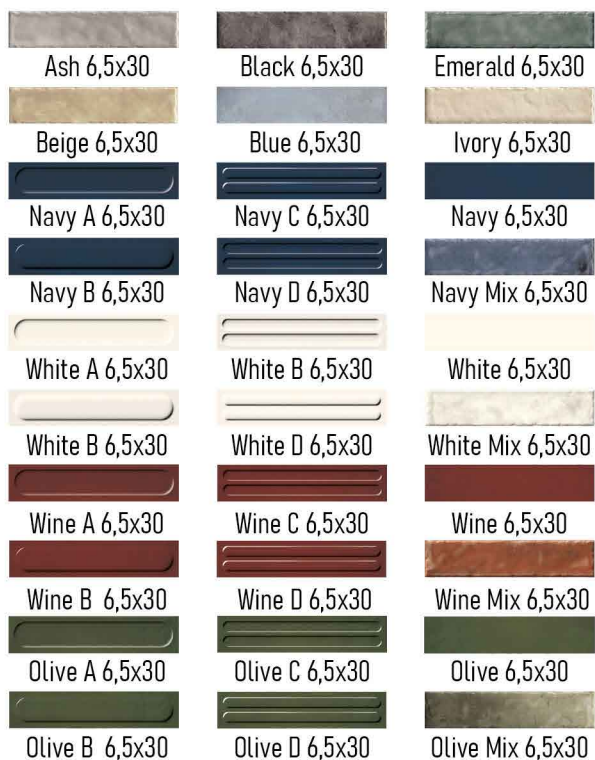 Ash 6,5x30
Black 6,5x30
Emerald 6,5x30
Beige 6,5x30
Blue 6,5x30
Ivory 6,5x30
Navy A 6,5x30
Navy C 6,5x30
Navy 6,5x30
Navy B 6,5x30
Navy D 6,5x30
Navy Mix 6,5x30
White A 6,5x30
White B 6,5x30
White 6,5x30
White B 6,5x30
White D 6,5x30
White Mix 6,5x30
Wine A 6,5x30
Wine C 6,5x30
Wine 6,5x30
Wine B 6,5x30
Wine D 6,5x30
Wine Mix 6,5x30
Olive A 6,5x30
Olive C 6,5x30
Olive 6,5x30
Olive B 6,5x30
Olive D 6,5x30
Olive Mix 6,5x30